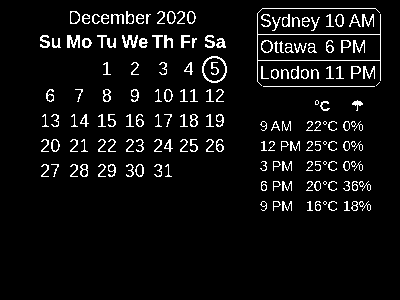 December 2020
Su Mo Tu We Th Fr Sa
1 2 3 4 5
6 7 8 9 10 11 12
13 14 15 16 17 18 19
20 21 22 23 24 25 26
27 28 29 30 31
Sydney 10 AM
Ottawa 6 PM
London 11 PM
°C ☂
9 AM 22°C 0%
12 PM 25°C 0%
3 PM 25°C 0%
6 PM 20°C 36%
9 PM 16°C 18%